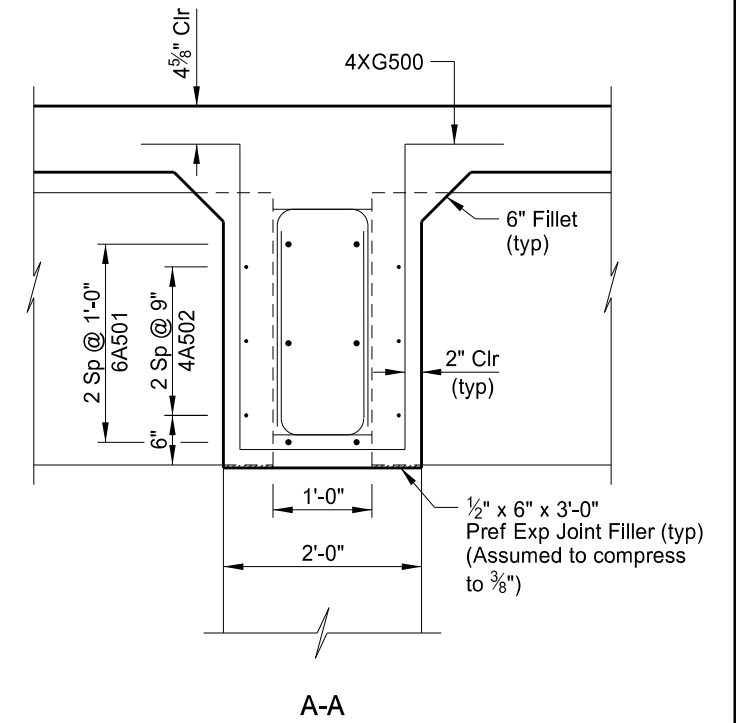 4⅝" Clr
4XG500
6" Fillet
(typ)
2 Sp @ 1'-0"
6A501
2 Sp @ 9"
4A502
6"
2" Clr
(typ)
1'-0"
2'-0"
½" x 6" x 3'-0"
Pref Exp Joint Filler (typ)
(Assumed to compress
to ⅜")
A-A